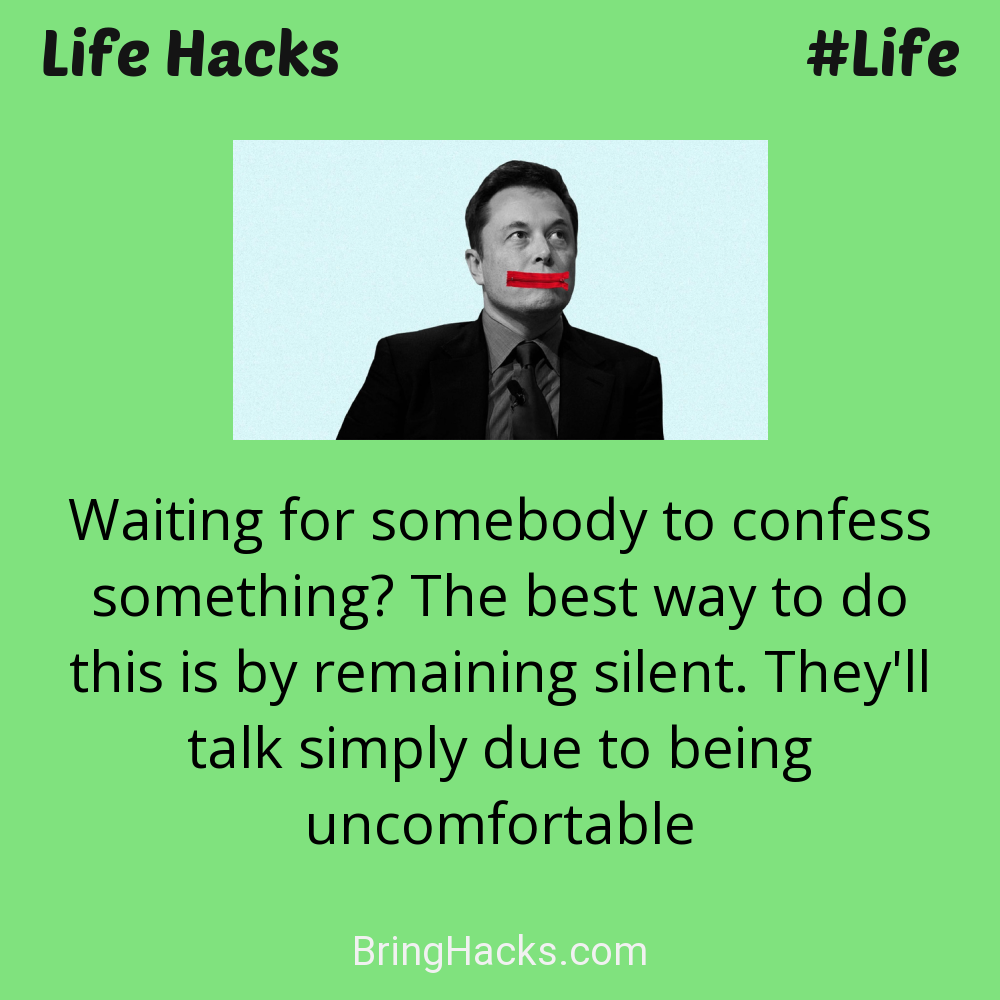 Life Hacks
#Life
Waiting for somebody to confess
something? The best way to do
this is by remaining silent. They'll
talk simply due to being
uncomfortable
BringHacks.com